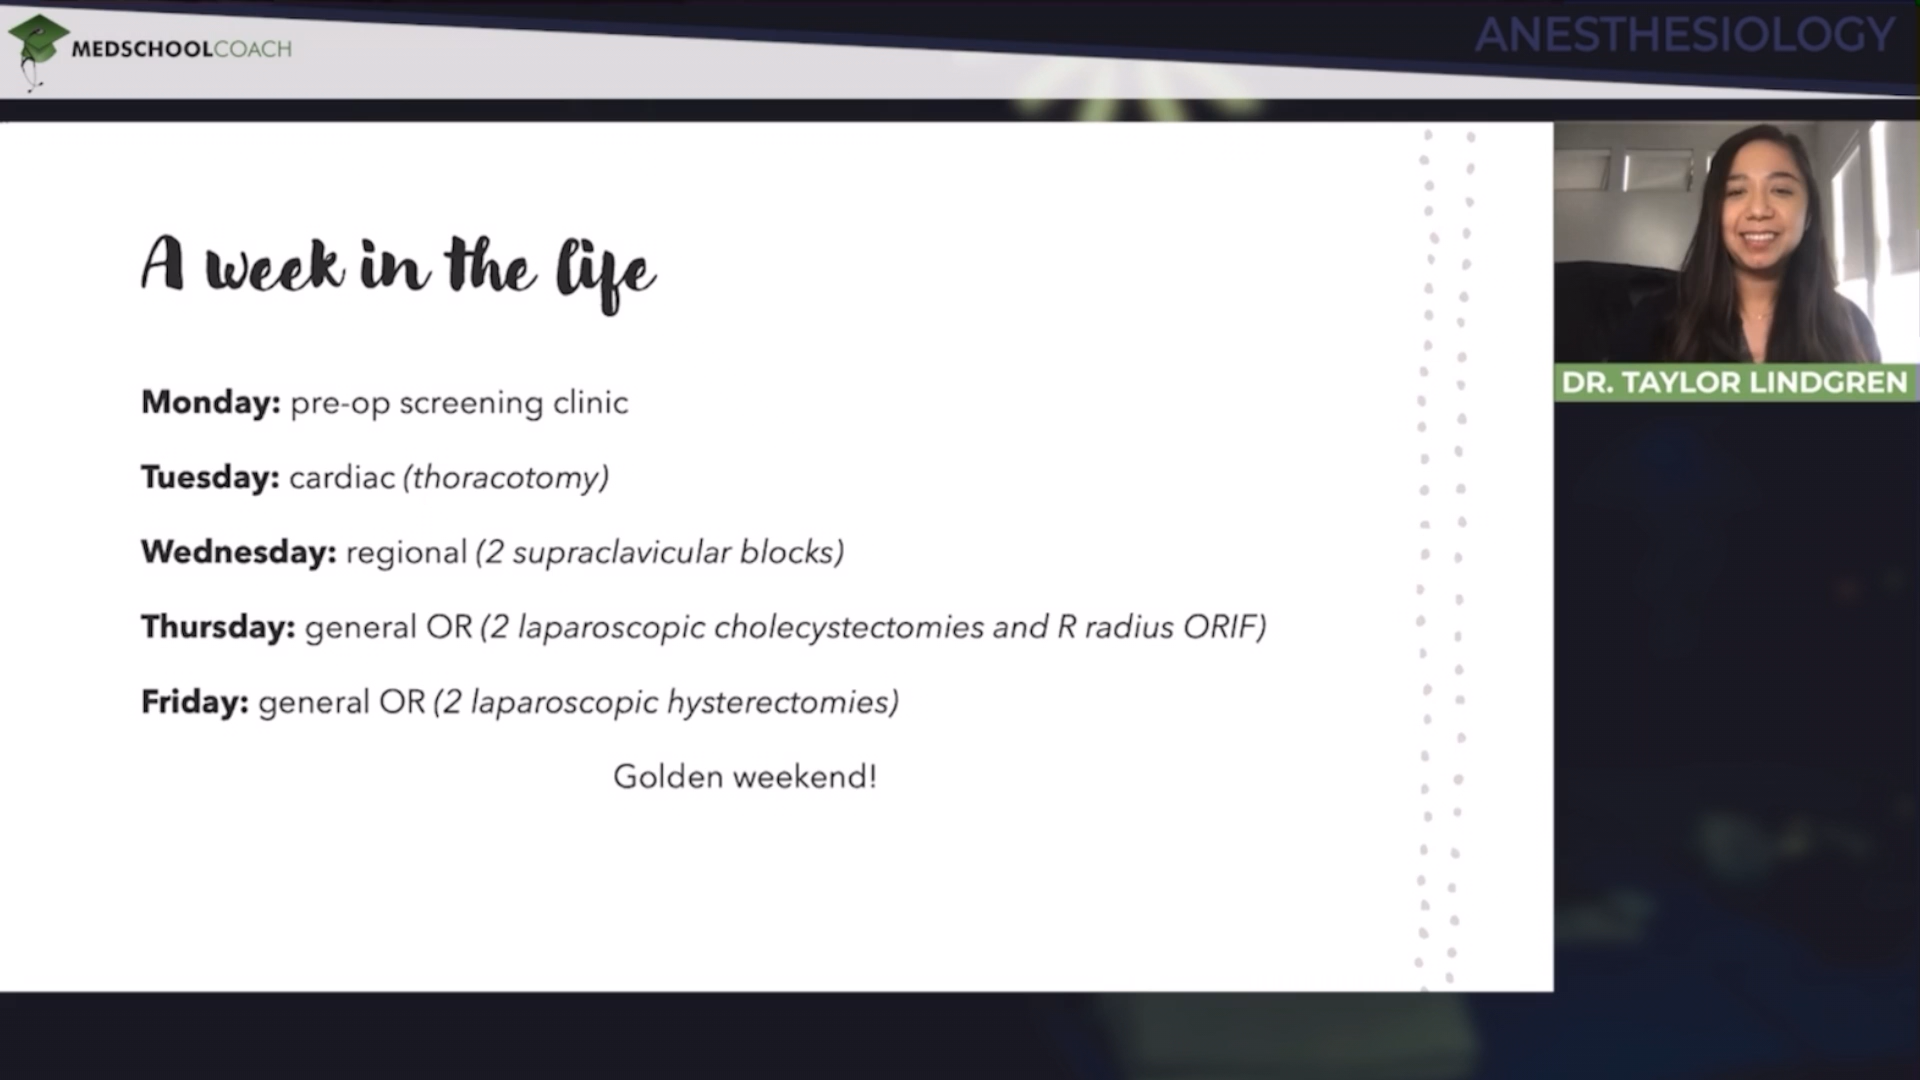 MEDSCHOOLCOACH
ANESTHESIOLOGY
A week in the life
Monday: pre-op screening clinic
Tuesday: cardiac (thoracotomy)
Wednesday: regional (2 supraclavicular blocks)
Thursday: general OR (2 laparoscopic cholecystectomies and R radius ORIF)
Friday: general OR (2 laparoscopic hysterectomies)
Golden weekend!
DR. TAYLOR LINDGREN